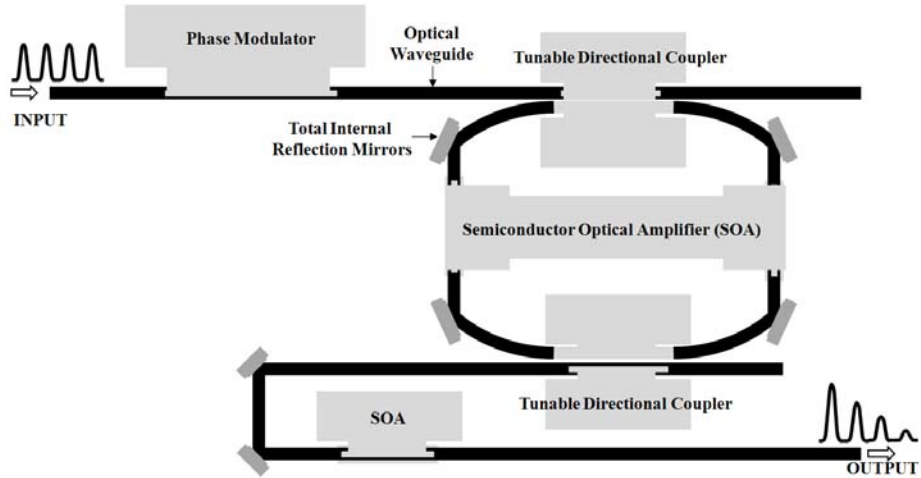 Phase Modulator
Optical
Waveguide
Tunable Directional
Coupler
INPUT
Total Internal
Reflection Mirrors
Semiconductor Optical Amplifier (SOA)
Tunable Directional Coupler
SOA
OUTPUT